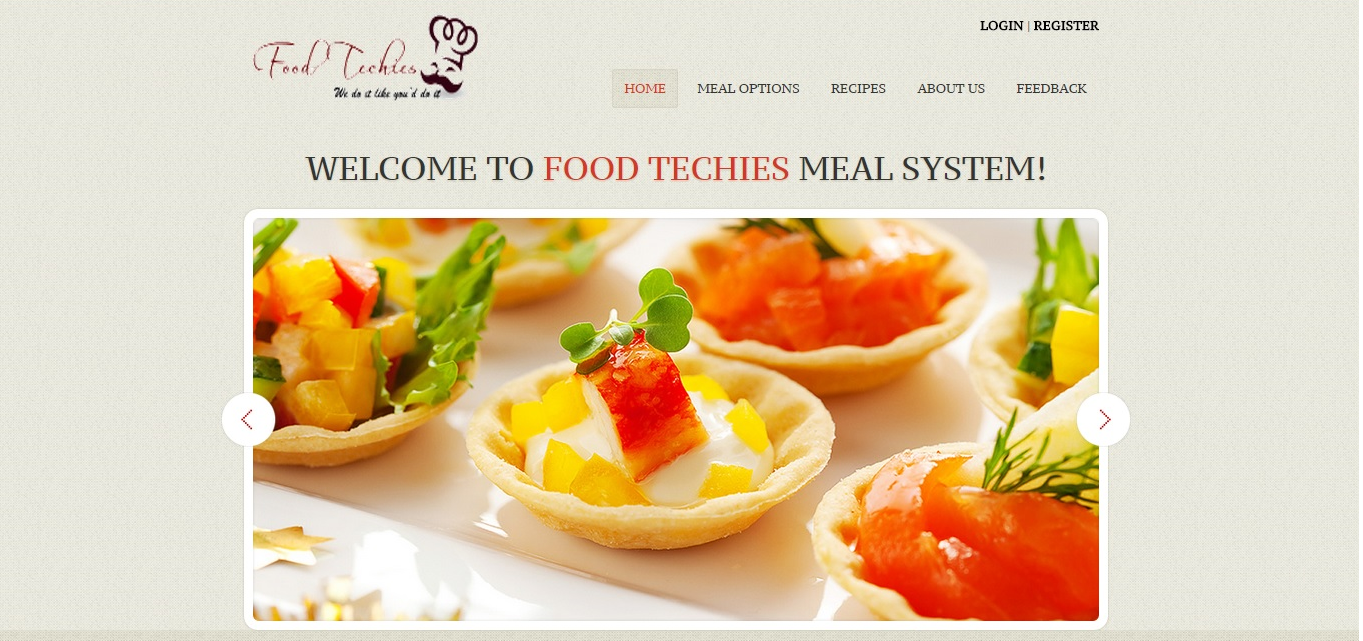 Food Techies
We do it like you'd do it
LOGIN | REGISTER
HOME MEAL OPTIONS RECIPES ABOUT US FEEDBACK
WELCOME TO FOOD TECHIES MEAL SYSTEM!